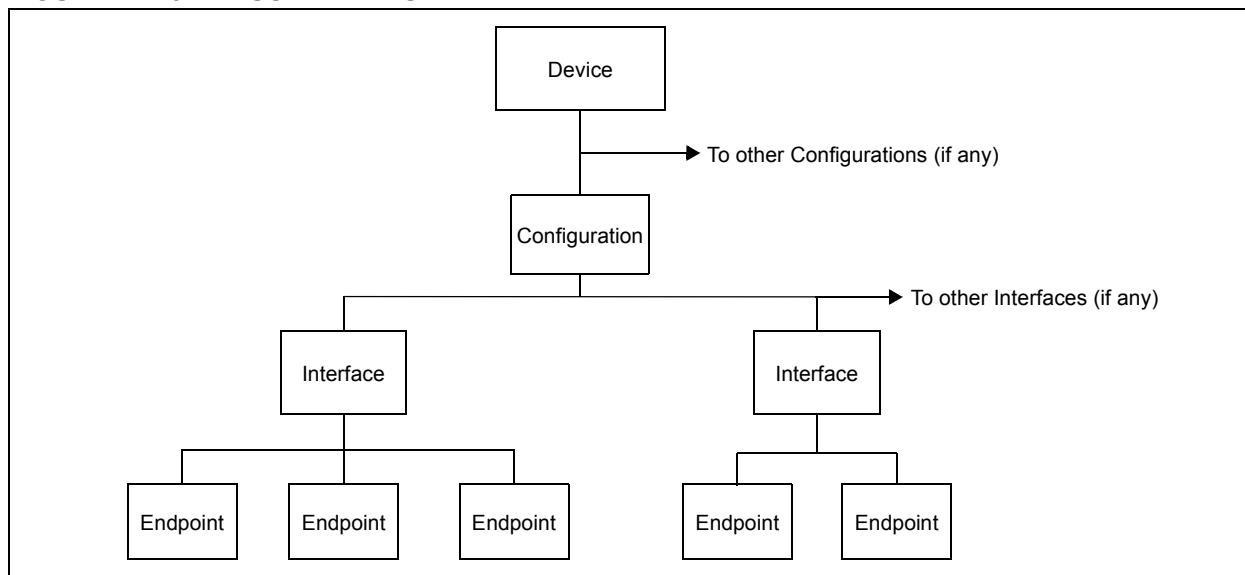 Device
To other Configurations (if any)
Configuration
To other Interfaces (if any)
Interface
Interface
Endpoint
Endpoint
Endpoint
Endpoint
Endpoint